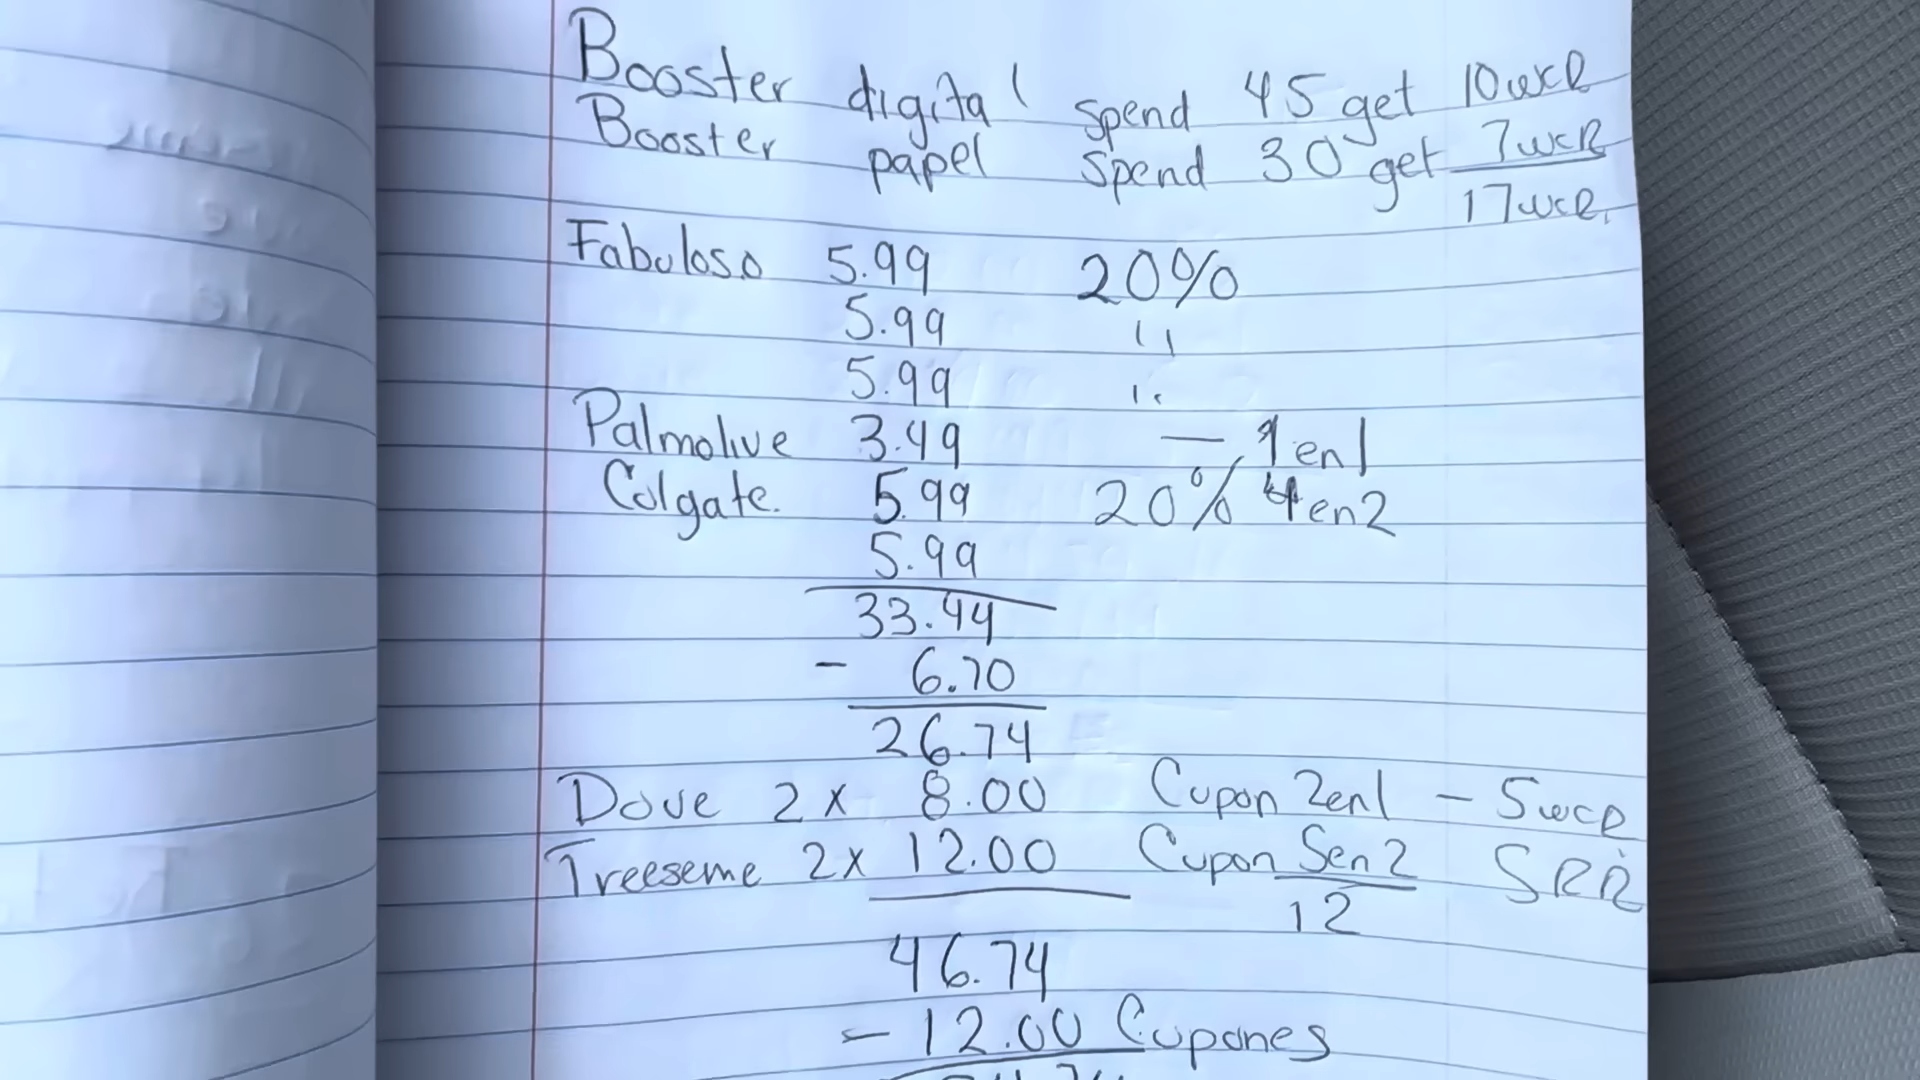 Booster digital spend 45 get 10wcR
Booster papel spend 30 get 7wcR
17wcR.
Fabuloso 5.99 20%
5.99 "
5.99 "
Palmolive 3.49 — 1en1
Colgate. 5.99 20% 4en2
5.99
33.44
- 6.70
26.74
Dove 2x 8.00 Cupon 2en1 - 5wcR
Treeseme 2x 12.00 Cupon 5en2 5RR
12
46.74
- 12.00 Cupones